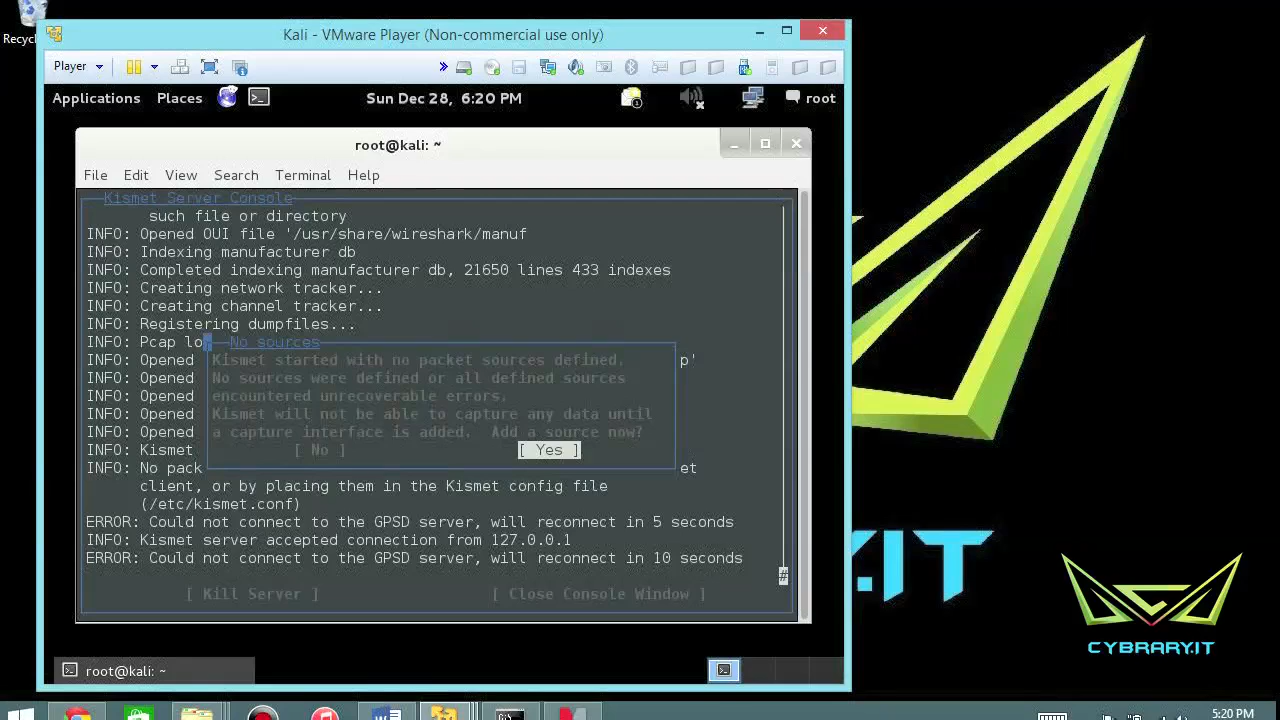 Recyc
Kali - VMware Player (Non-commercial use only)
Player
Applications Places Sun Dec 28, 6:20 PM 1 root
root@kali: ~
File Edit View Search Terminal Help
Kismet Server Console
such file or directory
INFO: Opened OUI file '/usr/share/wireshark/manuf
INFO: Indexing manufacturer db
INFO: Completed indexing manufacturer db, 21650 lines 433 indexes
INFO: Creating network tracker...
INFO: Creating channel tracker...
INFO: Registering dumpfiles...
INFO: Pcap lo No sources
INFO: Opened Kismet started with no packet sources defined. p'
INFO: Opened No sources were defined or all defined sources
INFO: Opened encountered unrecoverable errors.
INFO: Opened Kismet will not be able to capture any data until
INFO: Opened a capture interface is added. Add a source now?
INFO: Kismet [ No ] [ Yes ]
INFO: No pack et
client, or by placing them in the Kismet config file
(/etc/kismet.conf)
ERROR: Could not connect to the GPSD server, will reconnect in 5 seconds
INFO: Kismet server accepted connection from 127.0.0.1
ERROR: Could not connect to the GPSD server, will reconnect in 10 seconds
#
[ Kill Server ] [ Close Console Window ]
Y.IT
CYBRARY.IT
root@kali: ~
5:20 PM